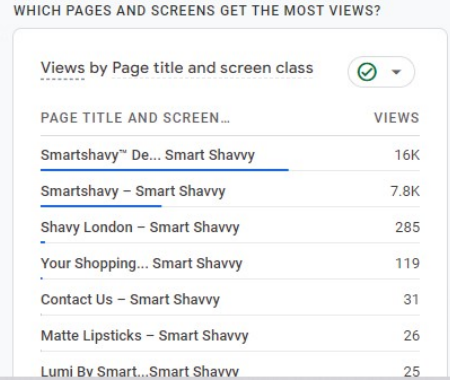 WHICH PAGES AND SCREENS GET THE MOST VIEWS?
Views by Page title and screen class
PAGE TITLE AND SCREEN… VIEWS
Smartshavy™ De... Smart Shavvy 16K
Smartshavy – Smart Shavvy 7.8K
Shavy London – Smart Shavvy 285
Your Shopping... Smart Shavvy 119
Contact Us – Smart Shavvy 31
Matte Lipsticks – Smart Shavvy 26
Lumi By Smart...Smart Shavvy 25